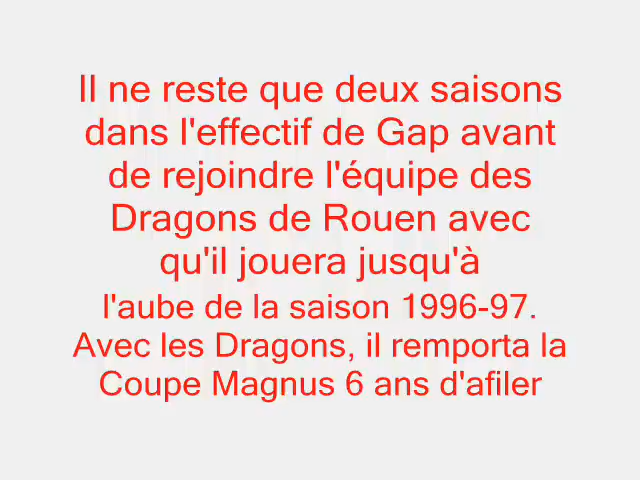 Il ne reste que deux saisons
dans l'effectif de Gap avant
de rejoindre l'équipe des
Dragons de Rouen avec
qu'il jouera jusqu'à
l'aube de la saison 1996-97.
Avec les Dragons, il remporta la
Coupe Magnus 6 ans d'afiler